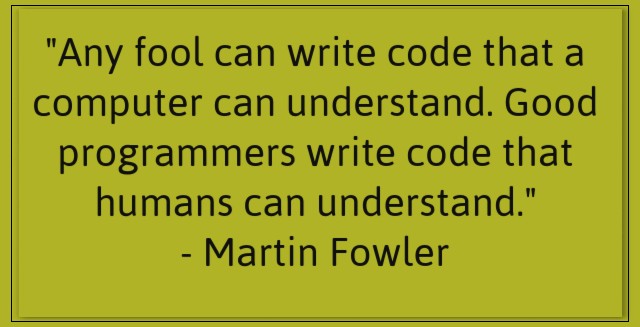 "Any fool can write code that a
computer can understand. Good
programmers write code that
humans can understand."
- Martin Fowler